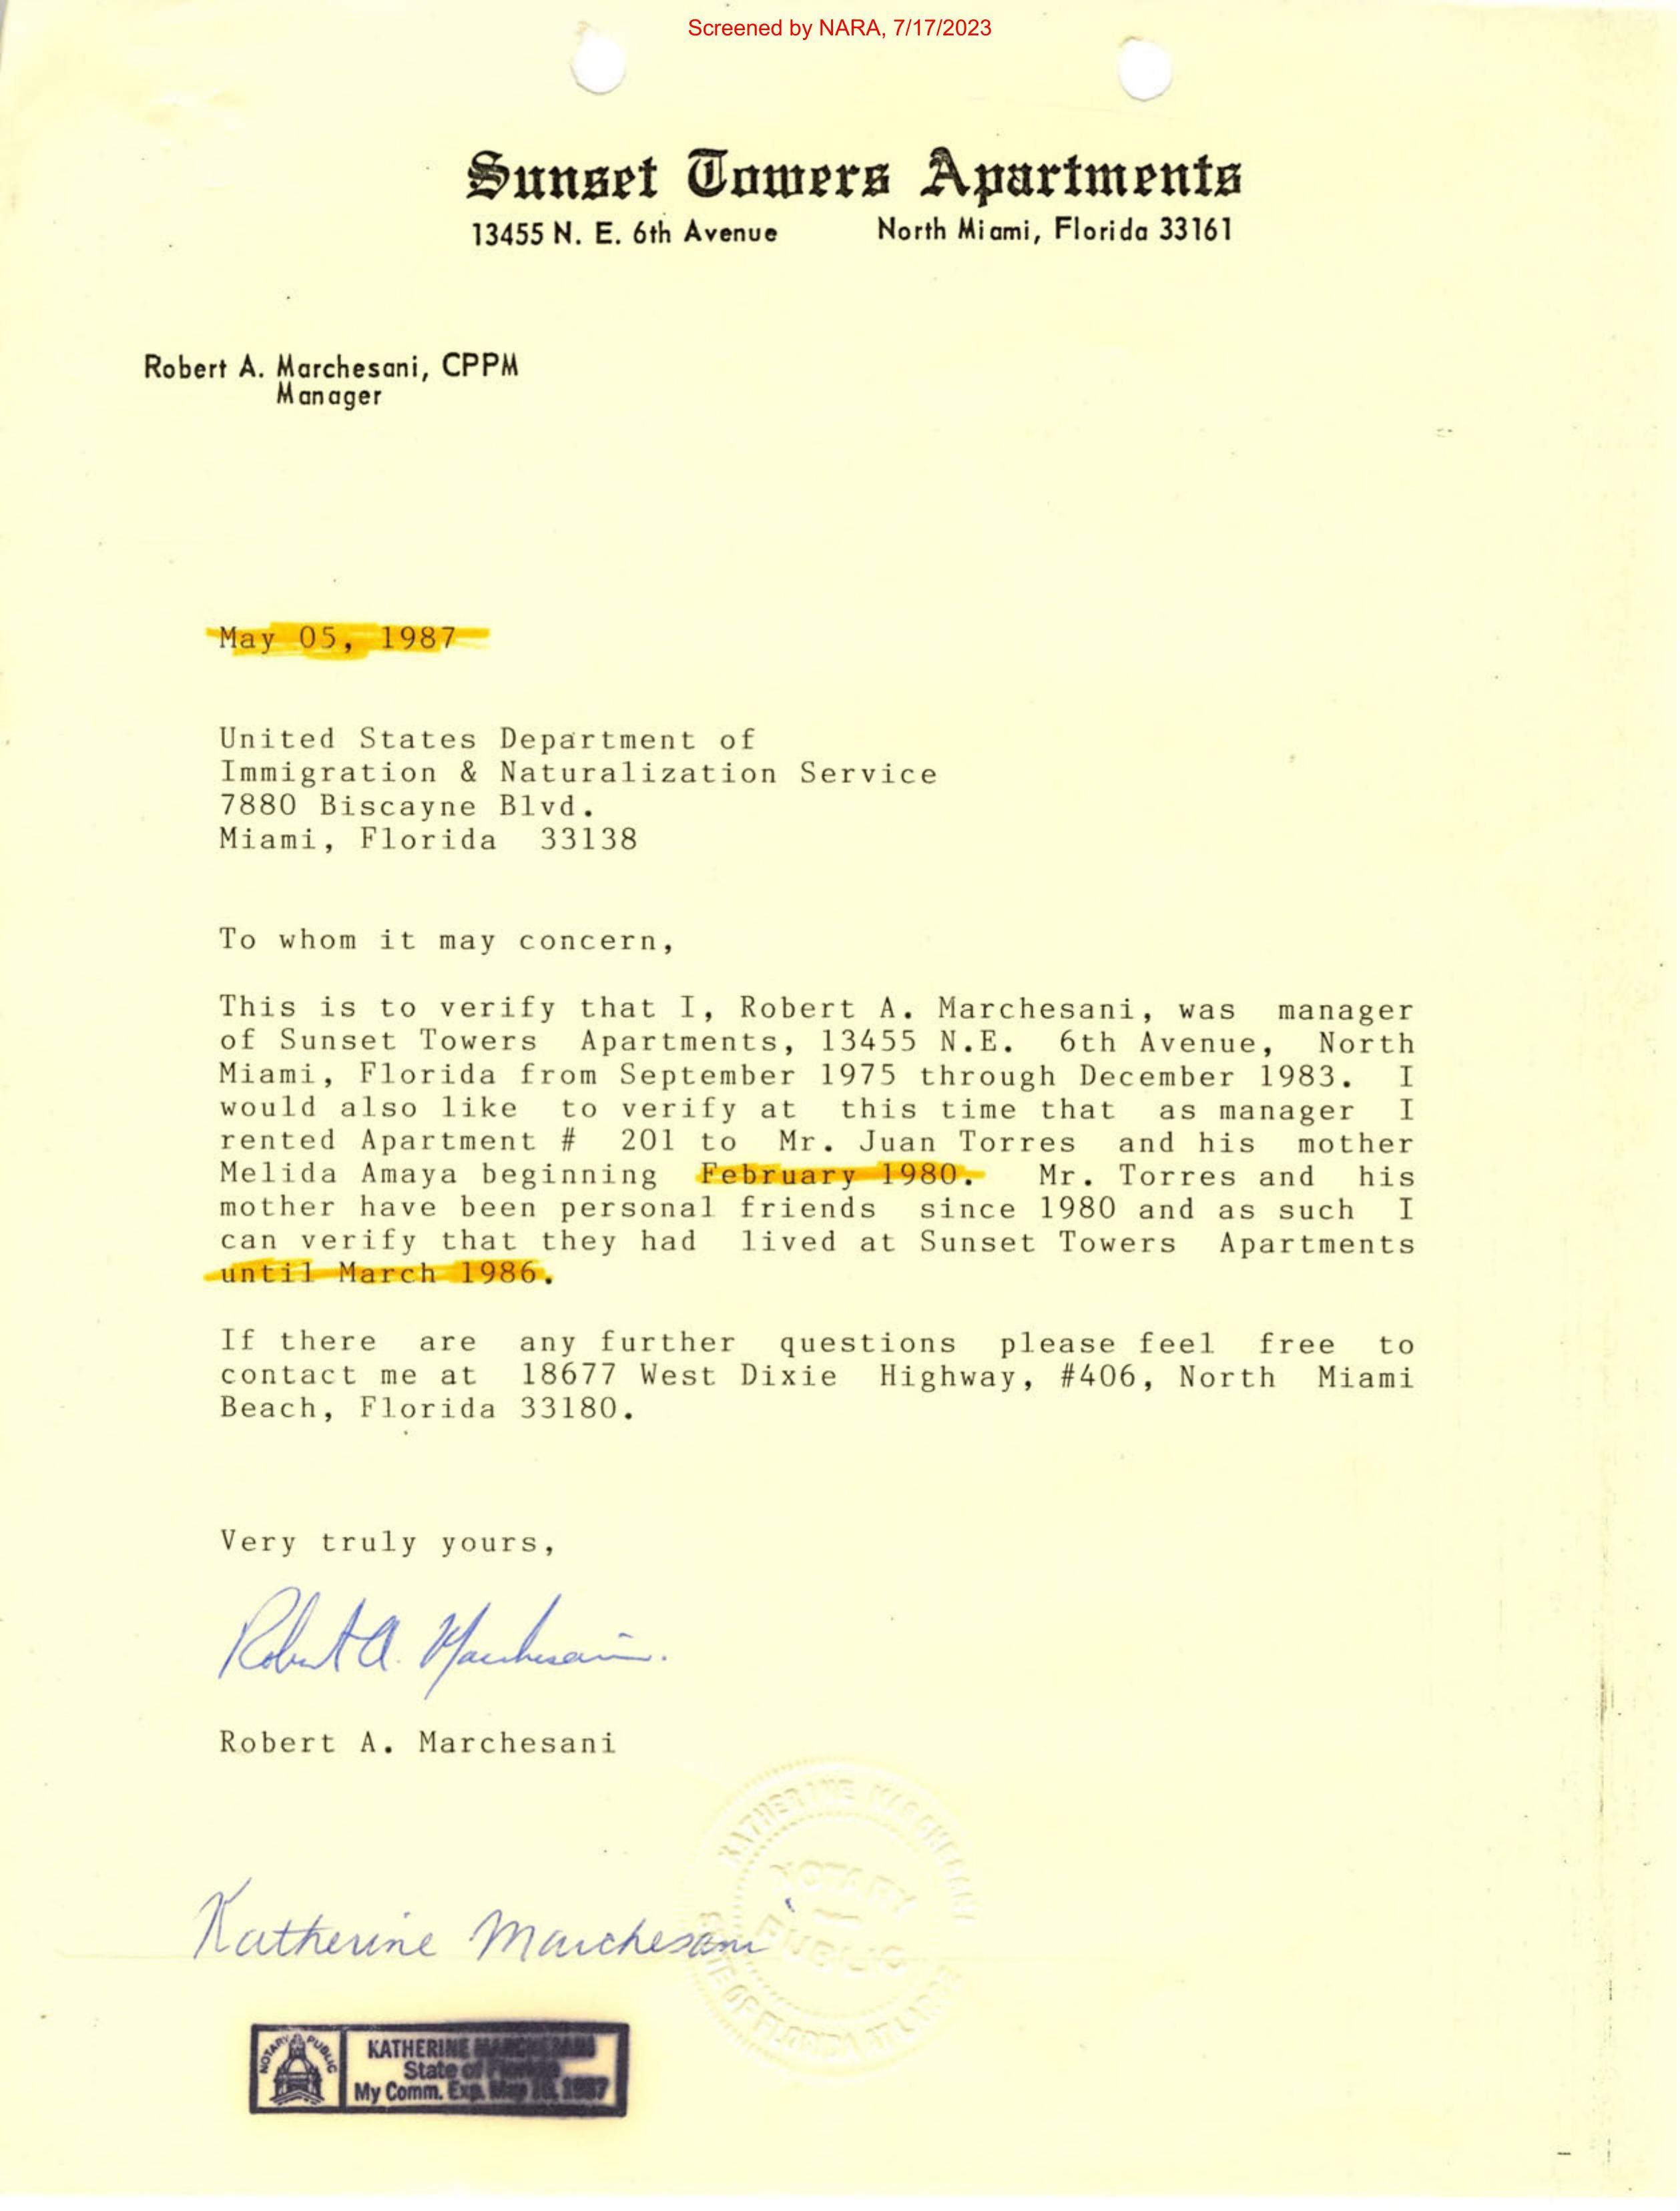 Screened by NARA, 7/17/2023
Sunset Towers Apartments
13455 N. E. 6th Avenue North Miami, Florida 33161
Robert A. Marchesani, CPPM
Manager
May 05, 1987
United States Department of
Immigration & Naturalization Service
7880 Biscayne Blvd.
Miami, Florida 33138
To whom it may concern,
This is to verify that I, Robert A. Marchesani, was manager
of Sunset Towers Apartments, 13455 N.E. 6th Avenue, North
Miami, Florida from September 1975 through December 1983. I
would also like to verify at this time that as manager I
rented Apartment # 201 to Mr. Juan Torres and his mother
Melida Amaya beginning February 1980. Mr. Torres and his
mother have been personal friends since 1980 and as such I
can verify that they had lived at Sunset Towers Apartments
until March 1986.
If there are any further questions please feel free to
contact me at 18677 West Dixie Highway, #406, North Miami
Beach, Florida 33180.
Very truly yours,
Robert A. Marchesani
Robert A. Marchesani
KATHERINE MARCHESANI
NOTARY
PUBLIC
STATE OF FLORIDA AT LARGE
Katherine Marchesani
NOTARY PUBLIC
KATHERINE MARCHESANI
State of Florida
My Comm. Exp. May 1987